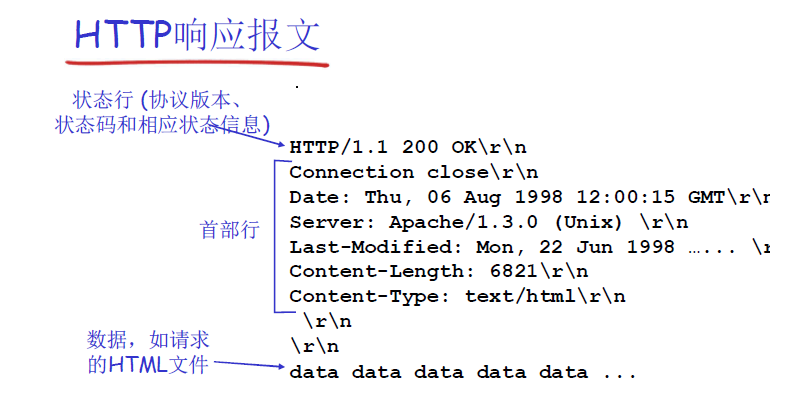 HTTP响应报文
状态行 (协议版本、
状态码和相应状态信息)
HTTP/1.1 200 OK\r\n
Connection close\r\n
Date: Thu, 06 Aug 1998 12:00:15 GMT\r\n
首部行
Server: Apache/1.3.0 (Unix) \r\n
Last-Modified: Mon, 22 Jun 1998 …... \r
Content-Length: 6821\r\n
Content-Type: text/html\r\n
\r\n
数据，如请求
的HTML文件
\r\n
data data data data data ...